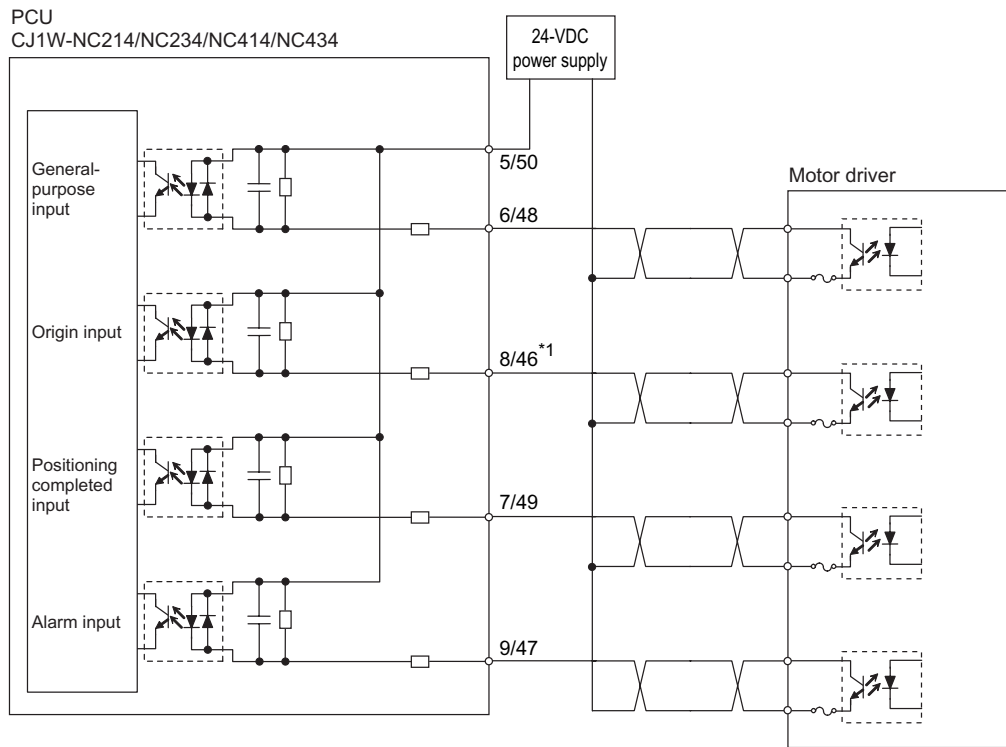 PCU
CJ1W-NC214/NC234/NC414/NC434
24-VDC
power supply
General-
purpose
input
5/50
6/48
Motor driver
Origin input
8/46*1
Positioning
completed
input
7/49
Alarm input
9/47